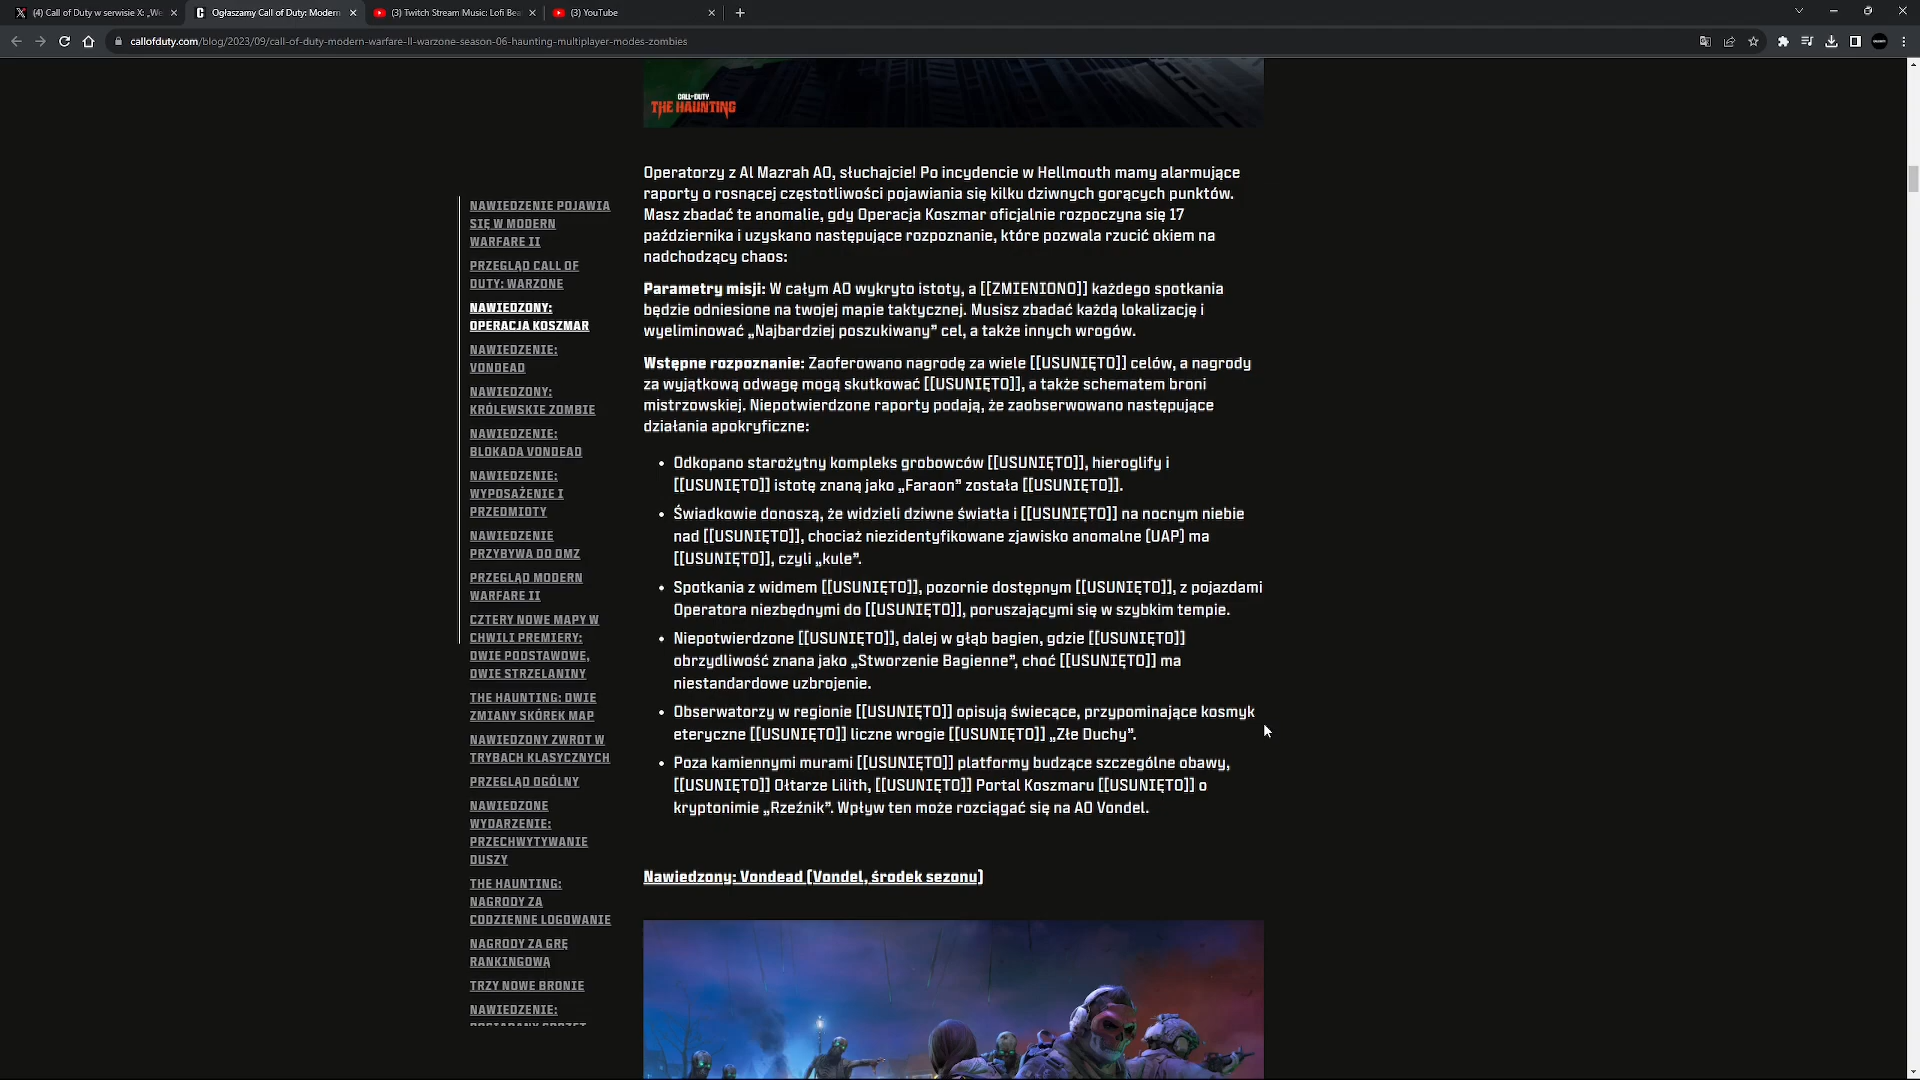 (4) Call of Duty w serwisie X: „We
Ogłaszamy Call of Duty: Modern
(3) Twitch Stream Music: Lofi Bea
(3) YouTube
callofduty.com/blog/2023/09/call-of-duty-modern-warfare-II-warzone-season-06-haunting-multiplayer-modes-zombies
CALL OF DUTY
THE HAUNTING
NAWIEDZENIE POJAWIA
SIĘ W MODERN
WARFARE II
PRZEGLĄD CALL OF
DUTY: WARZONE
NAWIEDZONY:
OPERACJA KOSZMAR
NAWIEDZENIE:
VONDEAD
NAWIEDZONY:
KRÓLEWSKIE ZOMBIE
NAWIEDZENIE:
BLOKADA VONDEAD
NAWIEDZENIE:
WYPOSAŻENIE I
PRZEDMIOTY
NAWIEDZENIE
PRZYBYWA DO DMZ
PRZEGLĄD MODERN
WARFARE II
CZTERY NOWE MAPY W
CHWILI PREMIERY:
DWIE PODSTAWOWE,
DWIE STRZELANINY
THE HAUNTING: DWIE
ZMIANY SKÓREK MAP
NAWIEDZONY ZWROT W
TRYBACH KLASYCZNYCH
PRZEGLĄD OGÓLNY
NAWIEDZONE
WYDARZENIE:
PRZECHWYTYWANIE
DUSZY
THE HAUNTING:
NAGRODY ZA
CODZIENNE LOGOWANIE
NAGRODY ZA GRĘ
RANKINGOWĄ
TRZY NOWE BRONIE
NAWIEDZENIE:
Operatorzy z Al Mazrah AO, słuchajcie! Po incydencie w Hellmouth mamy alarmujące
raporty o rosnącej częstotliwości pojawiania się kilku dziwnych gorących punktów.
Masz zbadać te anomalie, gdy Operacja Koszmar oficjalnie rozpoczyna się 17
października i uzyskano następujące rozpoznanie, które pozwala rzucić okiem na
nadchodzący chaos:
Parametry misji: W całym AO wykryto istoty, a [[ZMIENIONO]] każdego spotkania
będzie odniesione na twojej mapie taktycznej. Musisz zbadać każdą lokalizację i
wyeliminować „Najbardziej poszukiwany” cel, a także innych wrogów.
Wstępne rozpoznanie: Zaoferowano nagrodę za wiele [[USUNIĘTO]] celów, a nagrody
za wyjątkową odwagę mogą skutkować [[USUNIĘTO]], a także schematem broni
mistrzowskiej. Niepotwierdzone raporty podają, że zaobserwowano następujące
działania apokryficzne:
• Odkopano starożytny kompleks grobowców [[USUNIĘTO]], hieroglify i
[[USUNIĘTO]] istotę znaną jako „Faraon” została [[USUNIĘTO]].
• Świadkowie donoszą, że widzieli dziwne światła i [[USUNIĘTO]] na nocnym niebie
nad [[USUNIĘTO]], chociaż niezidentyfikowane zjawisko anomalne (UAP) ma
[[USUNIĘTO]], czyli „kule”.
• Spotkania z widmem [[USUNIĘTO]], pozornie dostępnym [[USUNIĘTO]], z pojazdami
Operatora niezbędnymi do [[USUNIĘTO]], poruszającymi się w szybkim tempie.
• Niepotwierdzone [[USUNIĘTO]], dalej w głąb bagien, gdzie [[USUNIĘTO]]
obrzydliwość znana jako „Stworzenie Bagienne”, choć [[USUNIĘTO]] ma
niestandardowe uzbrojenie.
• Obserwatorzy w regionie [[USUNIĘTO]] opisują świecące, przypominające kosmyk
eteryczne [[USUNIĘTO]] liczne wrogie [[USUNIĘTO]] „Złe Duchy”.
• Poza kamiennymi murami [[USUNIĘTO]] platformy budzące szczególne obawy,
[[USUNIĘTO]] Ołtarze Lilith, [[USUNIĘTO]] Portal Koszmaru [[USUNIĘTO]] o
kryptonimie „Rzeźnik”. Wpływ ten może rozciągać się na AO Vondel.
Nawiedzony: Vondead (Vondel, środek sezonu)